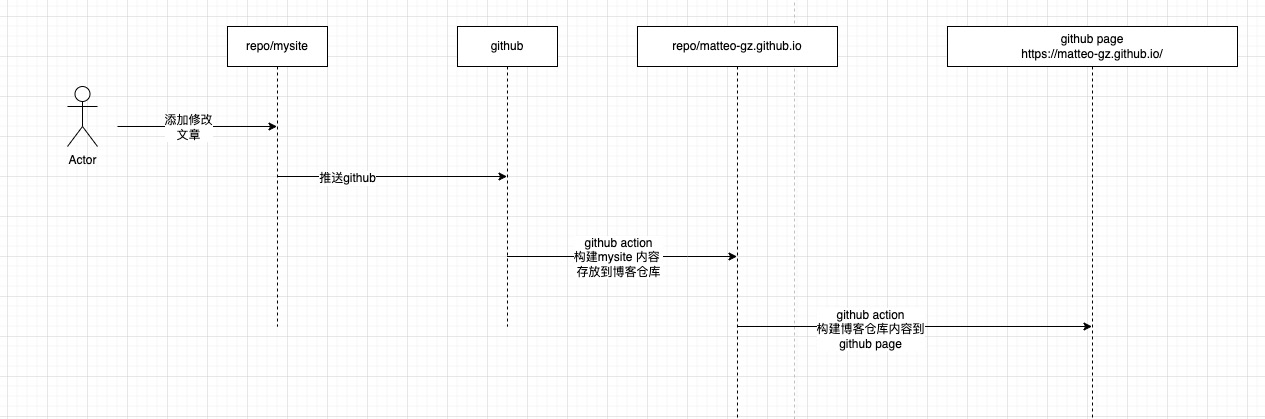 repo/mysite
github
repo/matteo-gz.github.io
github page
https://matteo-gz.github.io/
添加修改
文章
Actor
推送github
github action
构建mysite 内容
存放到博客仓库
github action
构建博客仓库内容到
github page